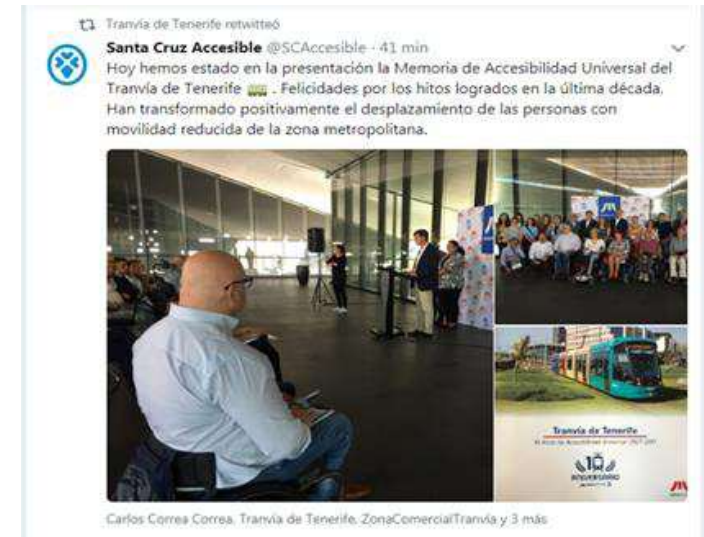 Tranvía de Tenerife retwitteó
Santa Cruz Accesible @SCAccesible · 41 min
Hoy hemos estado en la presentación la Memoria de Accesibilidad Universal del
Tranvía de Tenerife 🚃 . Felicidades por los hitos logrados en la última década.
Han transformado positivamente el desplazamiento de las personas con
movilidad reducida de la zona metropolitana.
Tranvía de Tenerife
10
ANIVERSARIO
Carlos Correa Correa, Tranvía de Tenerife, ZonaComercialTranvía y 3 más